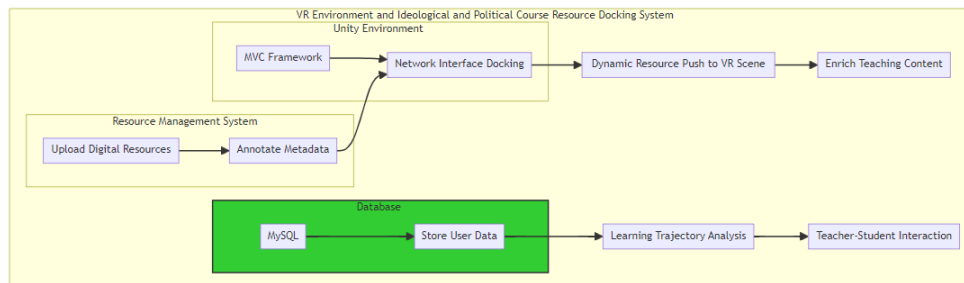 VR Environment and Ideological and Political Course Resource Docking System
Unity Environment
MVC Framework
Network Interface Docking
Dynamic Resource Push to VR Scene
Enrich Teaching Content
Resource Management System
Upload Digital Resources
Annotate Metadata
Database
MySQL
Store User Data
Learning Trajectory Analysis
Teacher-Student Interaction